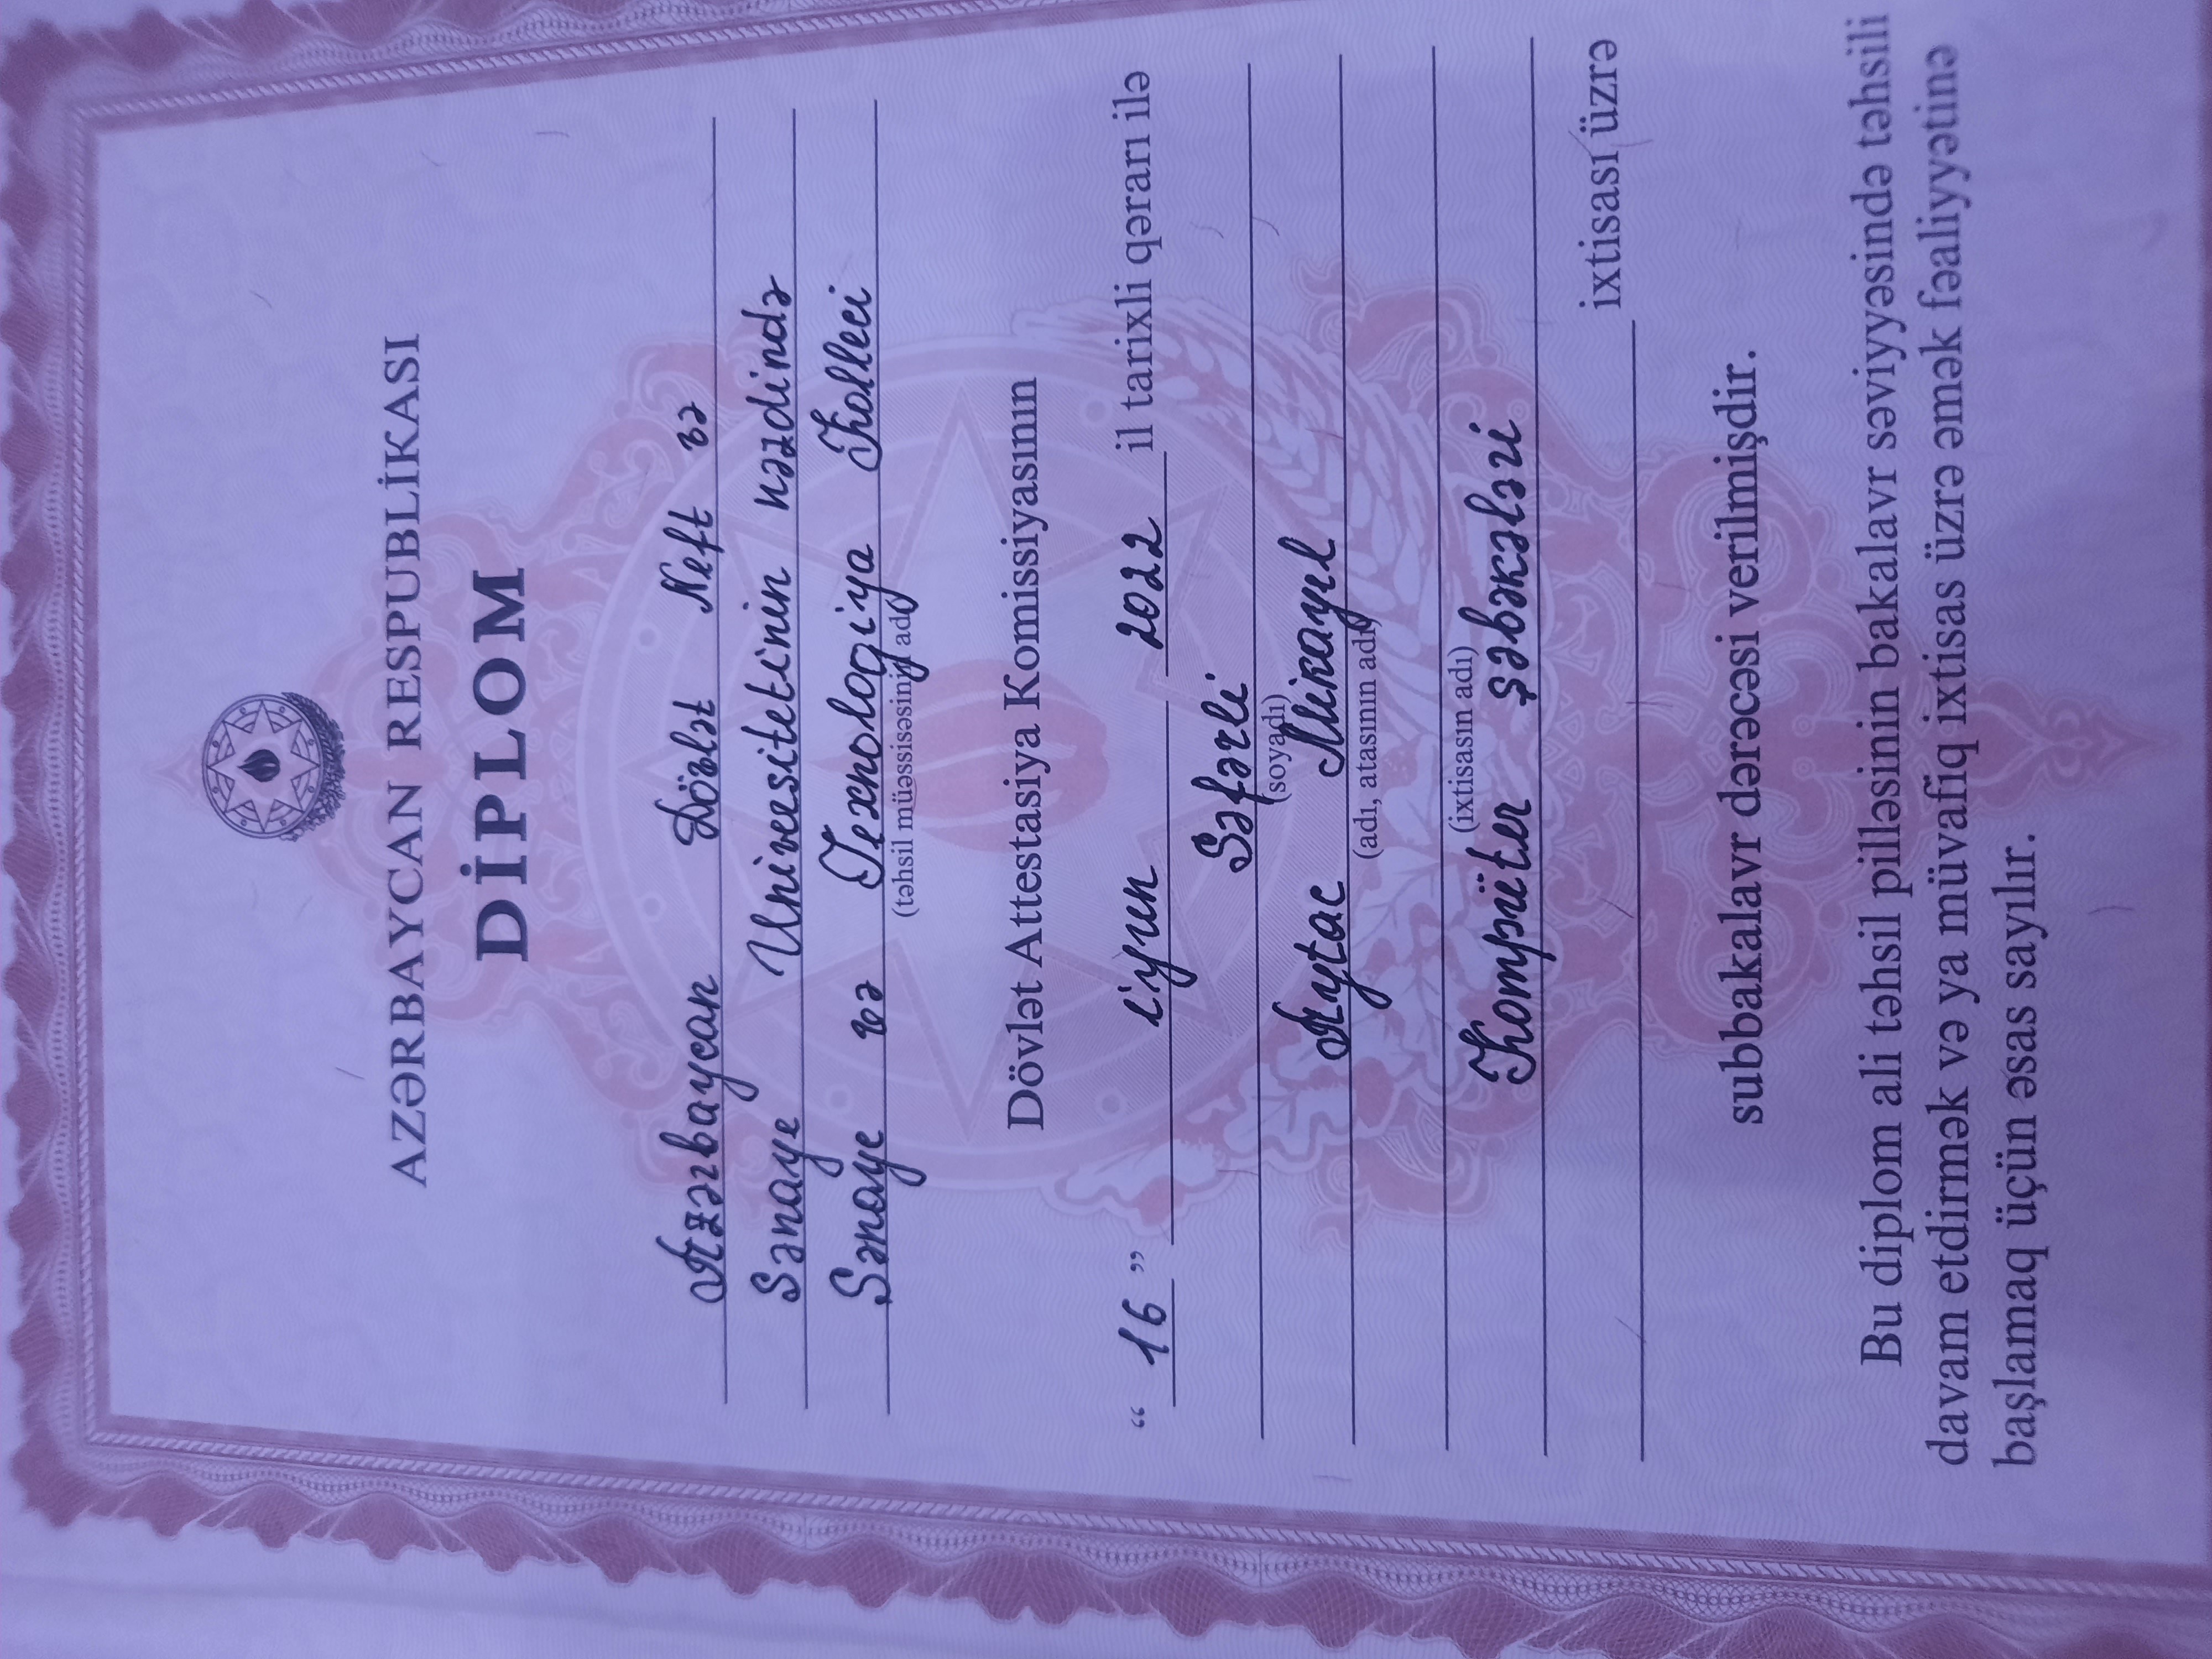 AZƏRBAYCAN RESPUBLİKASI
DİPLOM
Azərbaycan Dövlət Neft və
Sənaye Universitetinin nəzdində
Sənaye və Texnologiya Kolleci
(təhsil müəssisəsinin adı)
Dövlət Attestasiya Komissiyasının
“ 16 ” iyun 2022 il tarixli qərarı ilə
Səfərli
(soyadı)
Aytac Mikayıl
(adı, atasının adı)
(ixtisasın adı)
Kompüter şəbəkələri
ixtisası üzrə
subbakalavr dərəcəsi verilmişdir.
Bu diplom ali təhsil pilləsinin bakalavr səviyyəsində təhsili
davam etdirmək və ya müvafiq ixtisas üzrə əmək fəaliyyətinə
başlamaq üçün əsas sayılır.